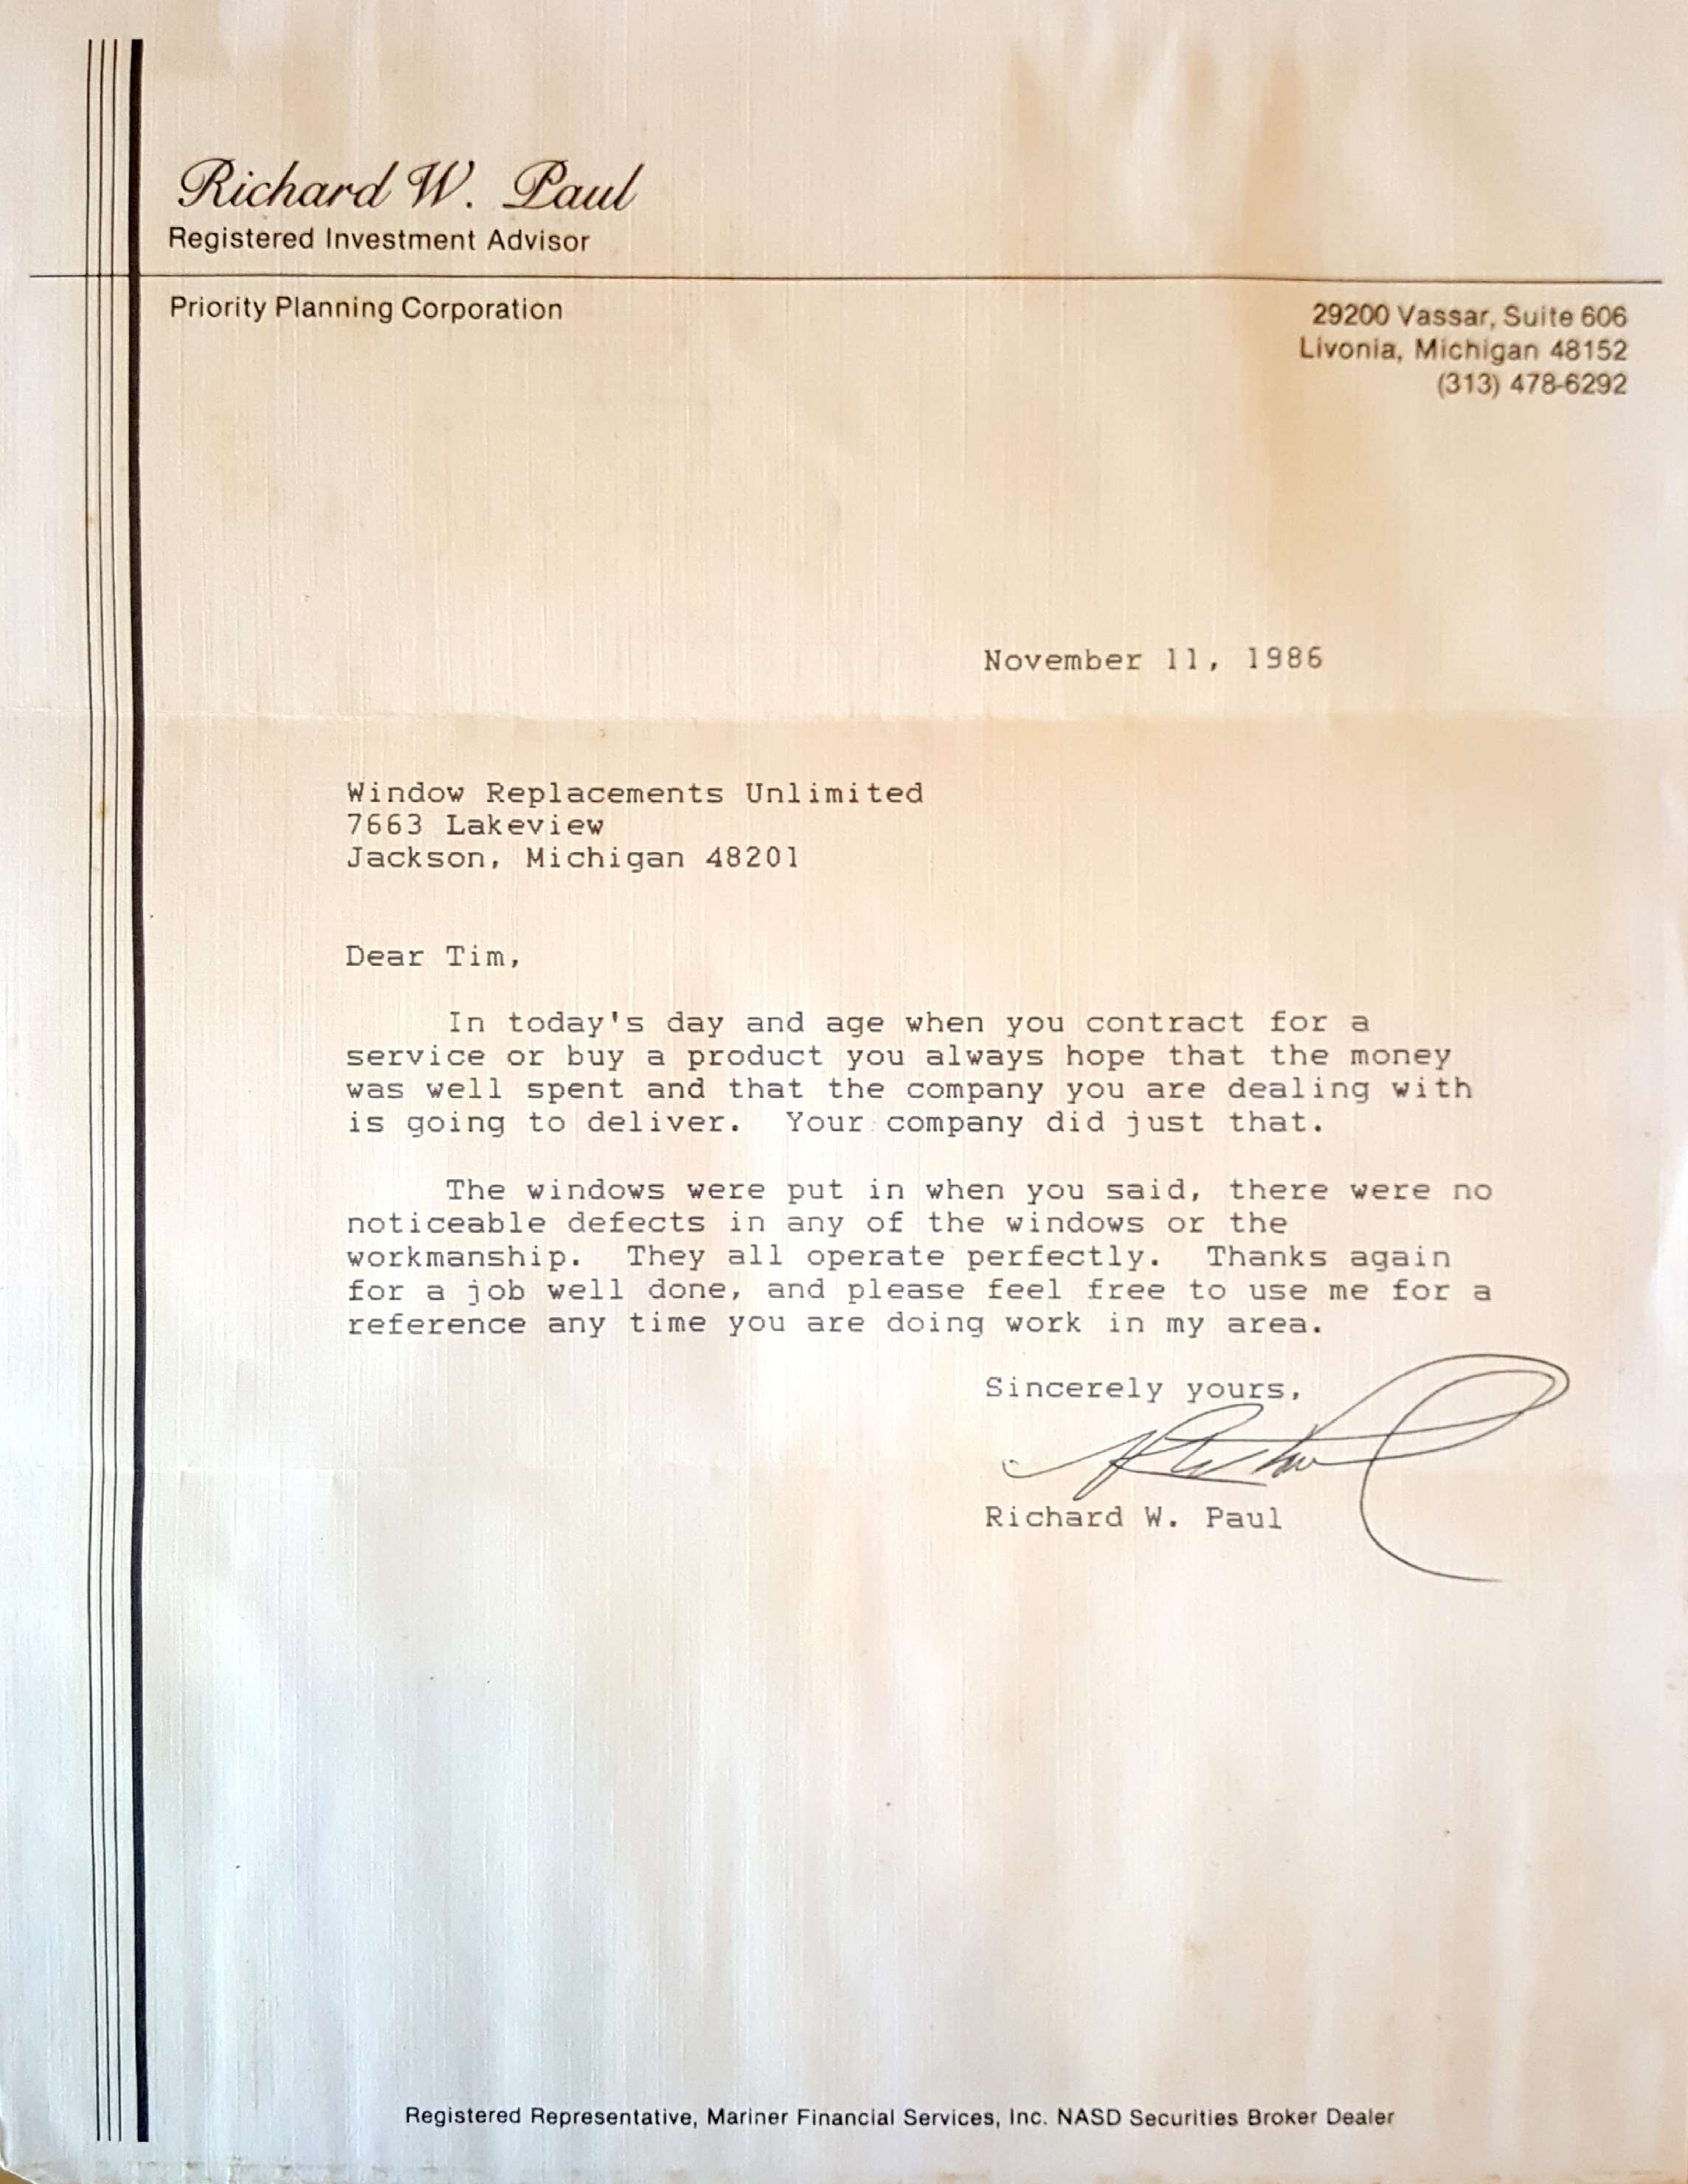 Richard W. Paul
Registered Investment Advisor
Priority Planning Corporation
29200 Vassar, Suite 606
Livonia, Michigan 48152
(313) 478-6292
November 11, 1986
Window Replacements Unlimited
7663 Lakeview
Jackson, Michigan 48201
Dear Tim,
In today's day and age when you contract for a
service or buy a product you always hope that the money
was well spent and that the company you are dealing with
is going to deliver. Your company did just that.
The windows were put in when you said, there were no
noticeable defects in any of the windows or the
workmanship. They all operate perfectly. Thanks again
for a job well done, and please feel free to use me for a
reference any time you are doing work in my area.
Sincerely yours,
Richard W. Paul
Registered Representative, Mariner Financial Services, Inc. NASD Securities Broker Dealer